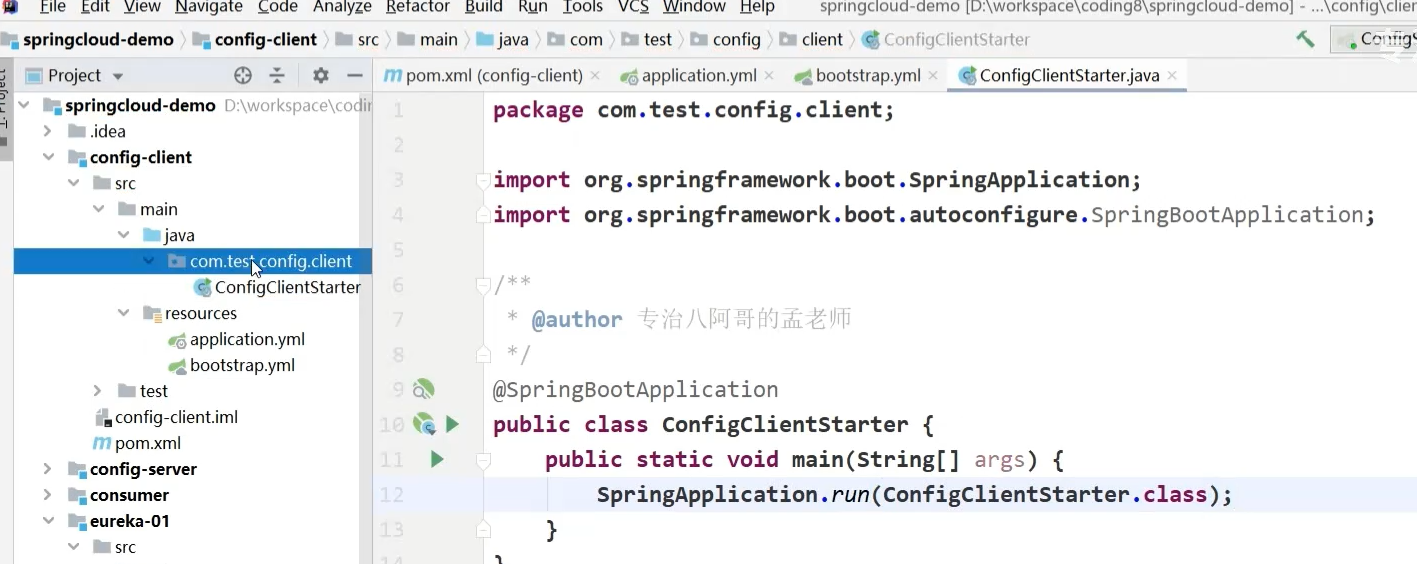 File Edit View Navigate Code Analyze Refactor Build Run Tools VCS Window Help springcloud-demo [D:\workspace\coding8\springcloud-demo] - ...\config\clien
springcloud-demo config-client src main java com test config client ConfigClientStarter ConfigS
1: Project
Project pom.xml (config-client) application.yml bootstrap.yml ConfigClientStarter.java
springcloud-demo D:\workspace\codin
.idea
config-client
src
main
java
com.test.config.client
ConfigClientStarter
resources
application.yml
bootstrap.yml
test
config-client.iml
pom.xml
config-server
consumer
eureka-01
src
1 package com.test.config.client;
2
3 import org.springframework.boot.SpringApplication;
4 import org.springframework.boot.autoconfigure.SpringBootApplication;
5
6 /**
7 * @author 专治八阿哥的孟老师
8 */
9 @SpringBootApplication
10 public class ConfigClientStarter {
11 public static void main(String[] args) {
12 SpringApplication.run(ConfigClientStarter.class);
13 }
14 }